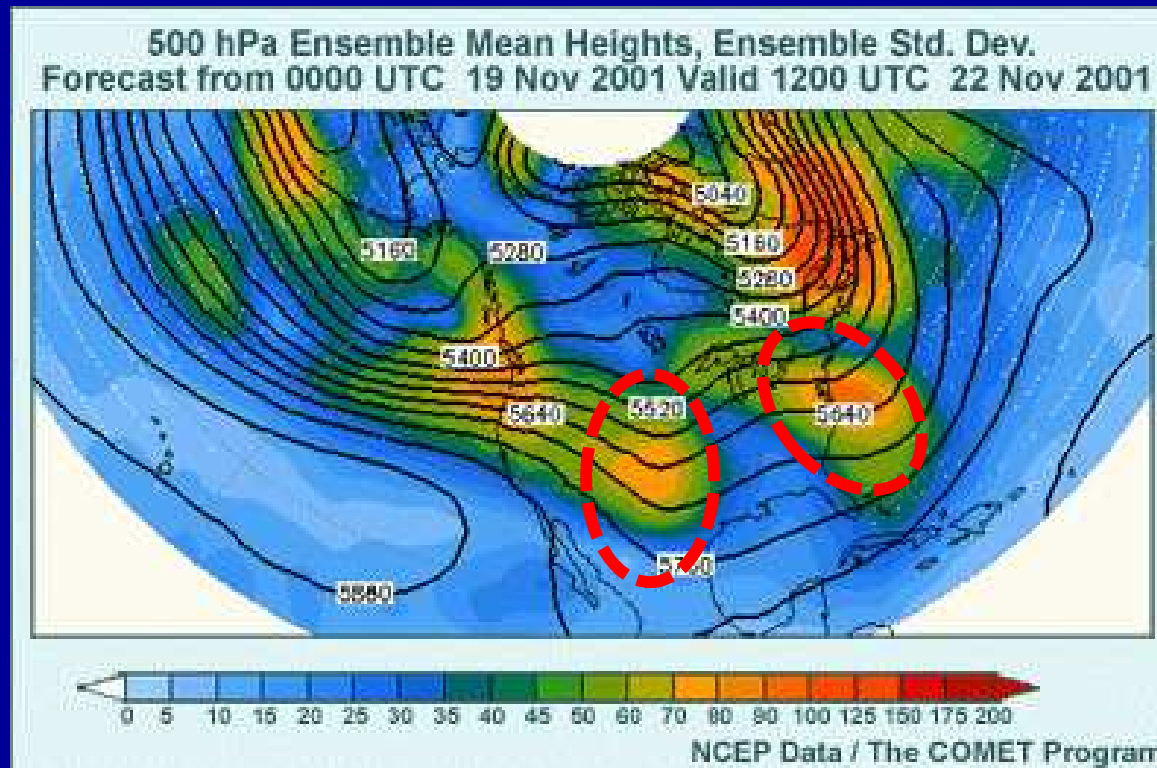 500 hPa Ensemble Mean Heights, Ensemble Std. Dev.
Forecast from 0000 UTC 19 Nov 2001 Valid 1200 UTC 22 Nov 2001
5040
5160
5160
5280
5280
5400
5400
5640
5520
5640
5880
0 5 10 15 20 25 30 35 40 45 50 60 70 80 90 100 125 150 175 200
NCEP Data / The COMET Program